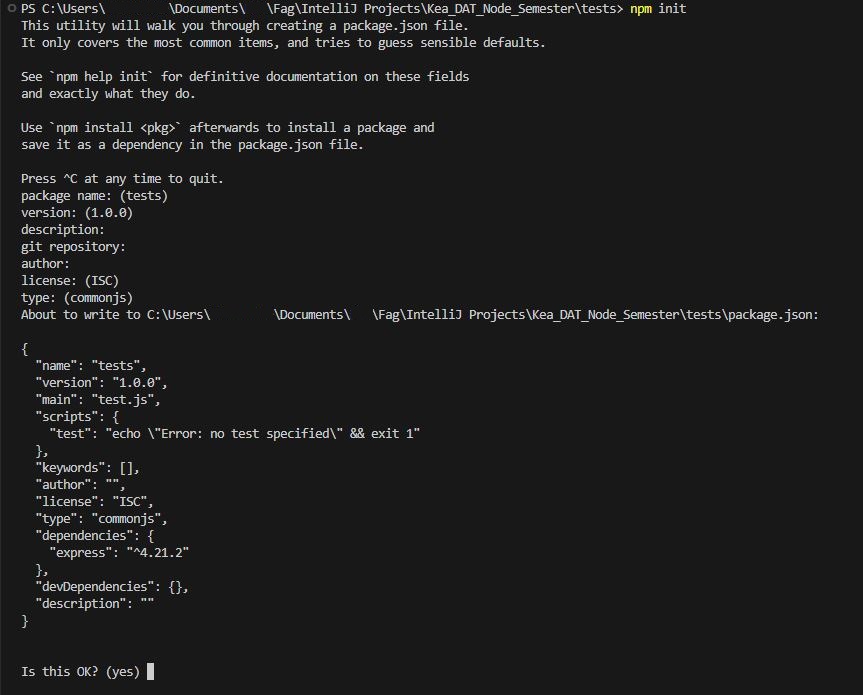 PS C:\Users\ \Documents\ \Fag\IntelliJ Projects\Kea_DAT_Node_Semester\tests> npm init
This utility will walk you through creating a package.json file.
It only covers the most common items, and tries to guess sensible defaults.

See `npm help init` for definitive documentation on these fields
and exactly what they do.

Use `npm install <pkg>` afterwards to install a package and
save it as a dependency in the package.json file.

Press ^C at any time to quit.
package name: (tests)
version: (1.0.0)
description:
git repository:
author:
license: (ISC)
type: (commonjs)
About to write to C:\Users\ \Documents\ \Fag\IntelliJ Projects\Kea_DAT_Node_Semester\tests\package.json:

{
  "name": "tests",
  "version": "1.0.0",
  "main": "test.js",
  "scripts": {
    "test": "echo \"Error: no test specified\" && exit 1"
  },
  "keywords": [],
  "author": "",
  "license": "ISC",
  "type": "commonjs",
  "dependencies": {
    "express": "^4.21.2"
  },
  "devDependencies": {},
  "description": ""
}

Is this OK? (yes)